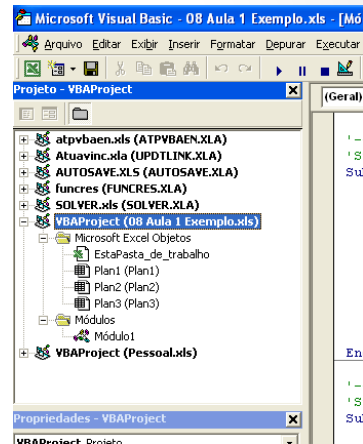 Microsoft Visual Basic - 08 Aula 1 Exemplo.xls - [Mó
Arquivo Editar Exibir Inserir Formatar Depurar Executar
Projeto - VBAProject
(Geral)
atpvbaen.xls (ATPVBAEN.XLA)
Atuavinc.xla (UPDTLINK.XLA)
AUTOSAVE.XLS (AUTOSAVE.XLA)
funcres (FUNCRES.XLA)
SOLVER.xls (SOLVER.XLA)
VBAProject (08 Aula 1 Exemplo.xls)
Microsoft Excel Objetos
EstaPasta_de_trabalho
Plan1 (Plan1)
Plan2 (Plan2)
Plan3 (Plan3)
Módulos
Módulo1
VBAProject (Pessoal.xls)
'-
'S
Su
En
'-
'S
Su
Propriedades - VBAProject
VBAProject Projeto